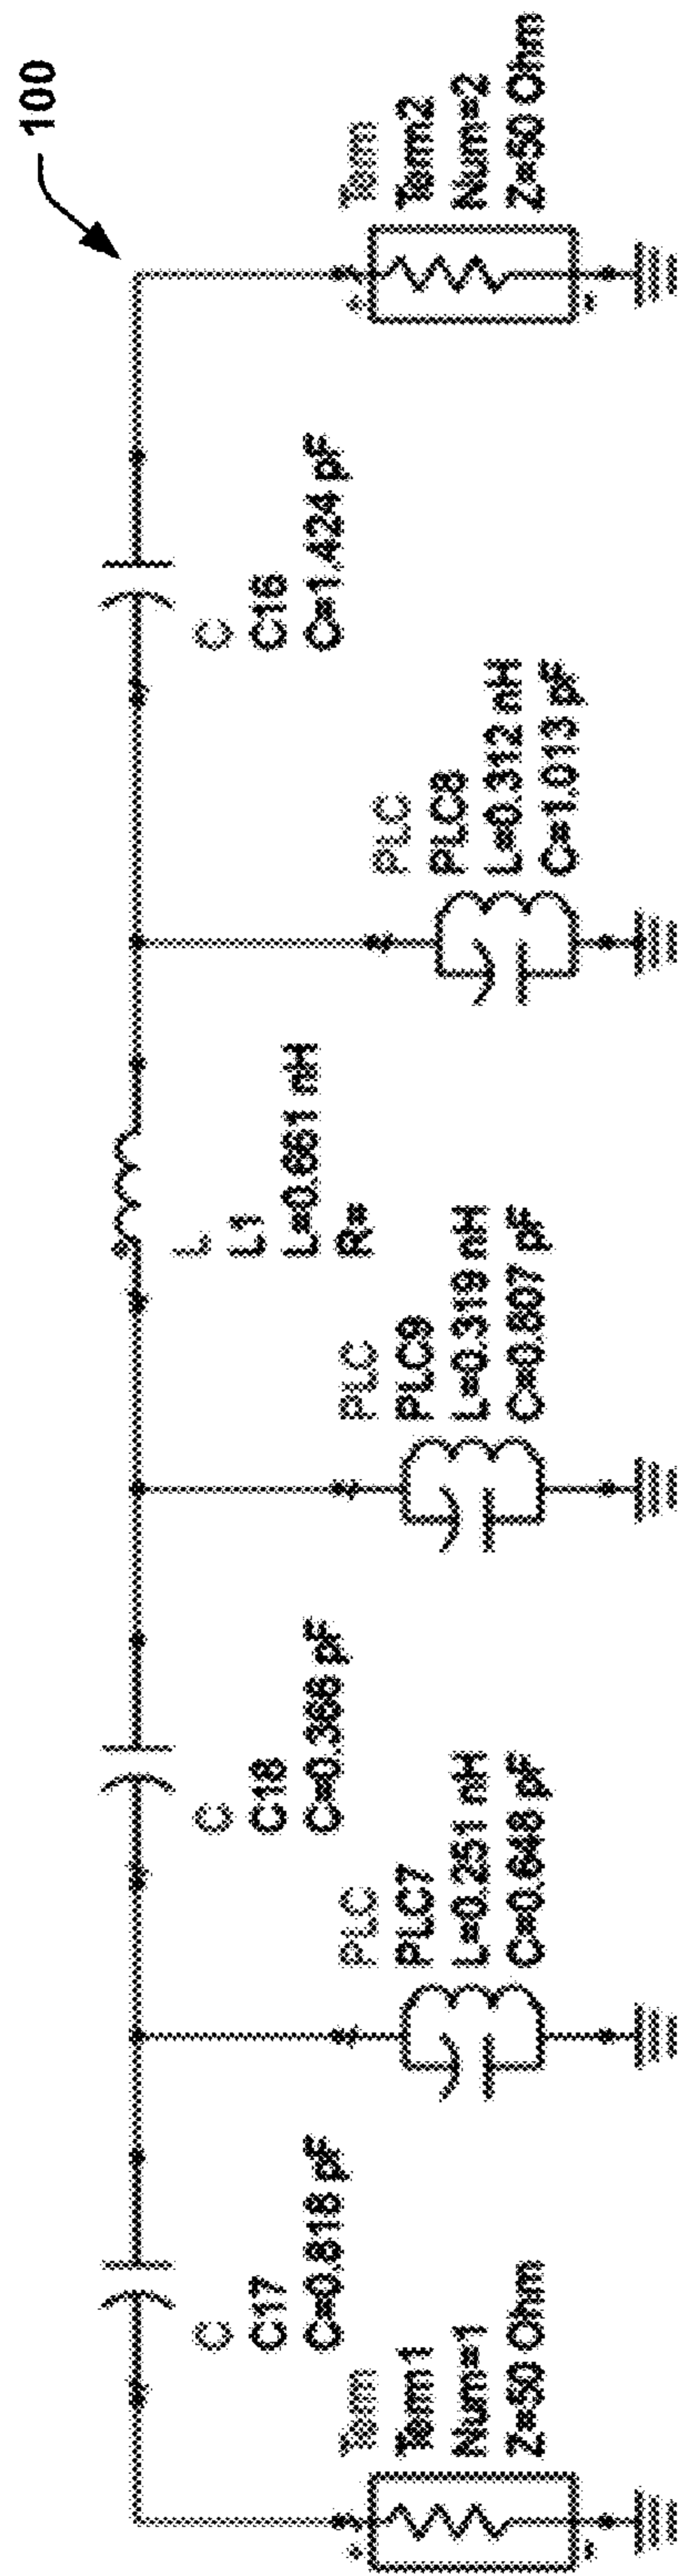 100
Term
Term1
Num=1
Z=50 Ohm
C
C17
C=0.818 pF
PLC
PLC7
L=0.251 nH
C=0.648 pF
C
C18
C=0.366 pF
PLC
PLC9
L=0.319 nH
C=0.807 pF
L
L1
L=0.661 nH
R=
PLC
PLC8
L=0.312 nH
C=1.013 pF
C
C16
C=1.424 pF
Term
Term2
Num=2
Z=50 Ohm